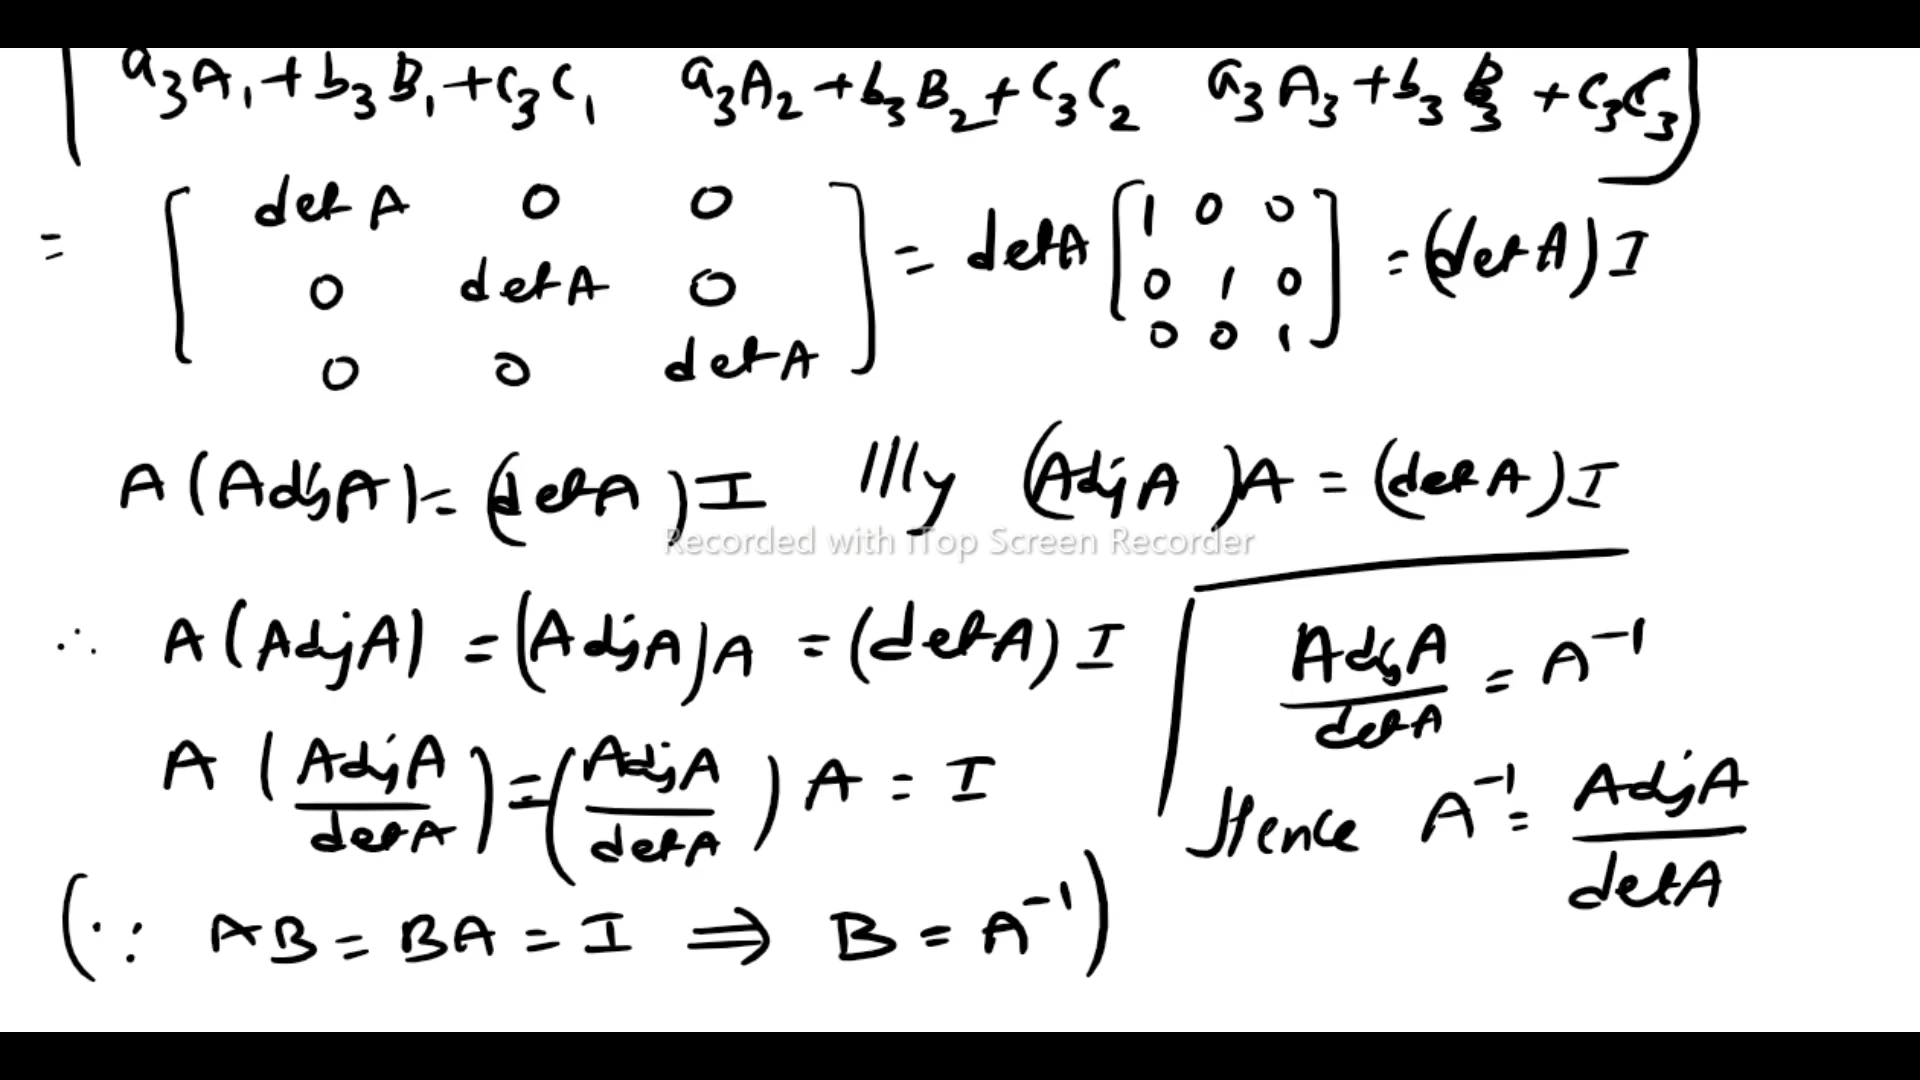 a₃A₁+b₃B₁+c₃C₁ a₃A₂+b₃B₂+c₃C₂ a₃A₃+b₃B₃+c₃C₃
= [ detA 0 0 ; 0 detA 0 ; 0 0 detA ] = detA [ 1 0 0 ; 0 1 0 ; 0 0 1 ] = (detA)I
A(AdjA) = (detA)I lllly (AdjA)A = (detA)I
Recorded with iTop Screen Recorder
∴ A(AdjA) = (AdjA)A = (detA)I
A(AdjA/detA) = (AdjA/detA)A = I
(∵ AB = BA = I ⟹ B = A⁻¹)
AdjA/detA = A⁻¹
Hence A⁻¹ = AdjA/detA